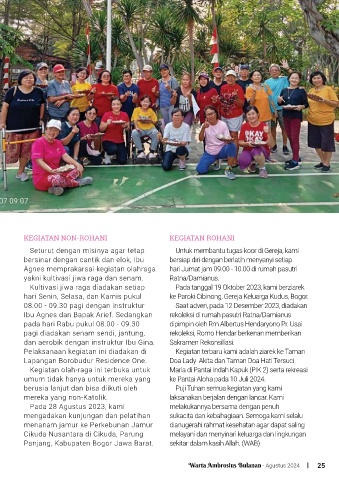 07 09:07
KEGIATAN NON-ROHANI
Seturut dengan misinya agar tetap
bersinar dengan cantik dan elok, Ibu
Agnes memprakarsai kegiatan olahraga
yakni kultivasi jiwa raga dan senam.
Kultivasi jiwa raga diadakan setiap
hari Senin, Selasa, dan Kamis pukul
08.00 - 09.30 pagi dengan instruktur
Ibu Agnes dan Bapak Arief. Sedangkan
pada hari Rabu pukul 08.00 - 09.30
pagi diadakan senam sendi, jantung,
dan aerobik dengan instruktur Ibu Gina.
Pelaksanaan kegiatan ini diadakan di
Lapangan Borobudur Residence One.
Kegiatan olah-raga ini terbuka untuk
umum tidak hanya untuk mereka yang
berusia lanjut dan bisa diikuti oleh
mereka yang non-Katolik.
Pada 28 Agustus 2023, kami
mengadakan kunjungan dan pelatihan
menanam jamur ke Perkebunan Jamur
Cikuda Nusantara di Cikuda, Parung
Panjang, Kabupaten Bogor Jawa Barat.
KEGIATAN ROHANI
Untuk membantu tugas koor di Gereja, kami
bersiap diri dengan berlatih menyanyi setiap
hari Jumat jam 09.00 - 10.00 di rumah pasutri
Ratna/Damianus.
Pada tanggal 19 Oktober 2023, kami berziarek
ke Paroki Cibinong, Gereja Keluarga Kudus, Bogor.
Saat adven, pada 12 Desember 2023, diadakan
rekoleksi di rumah pasutri Ratna/Damianus
dipimpin oleh Rm Albertus Hendaryono Pr. Usai
rekoleksi, Romo Hendar berkenan memberikan
Sakramen Rekonsiliasi.
Kegiatan terbaru kami adalah ziarek ke Taman
Doa Lady Akita dan Taman Doa Hati Tersuci
Maria di Pantai Indah Kapuk (PIK 2) serta rekreasi
ke Pantai Aloha pada 10 Juli 2024.
Puji Tuhan semua kegiatan yang kami
laksanakan berjalan dengan lancar. Kami
melakukannya bersama dengan penuh
sukacita dan kebahagiaan. Semoga kami selalu
dianugerahi rahmat kesehatan agar dapat saling
melayani dan menyinari keluarga dan lingkungan
sekitar dalam kasih Allah. (WAB)
Warta Ambrosius Bulanan - Agustus 2024 | 25